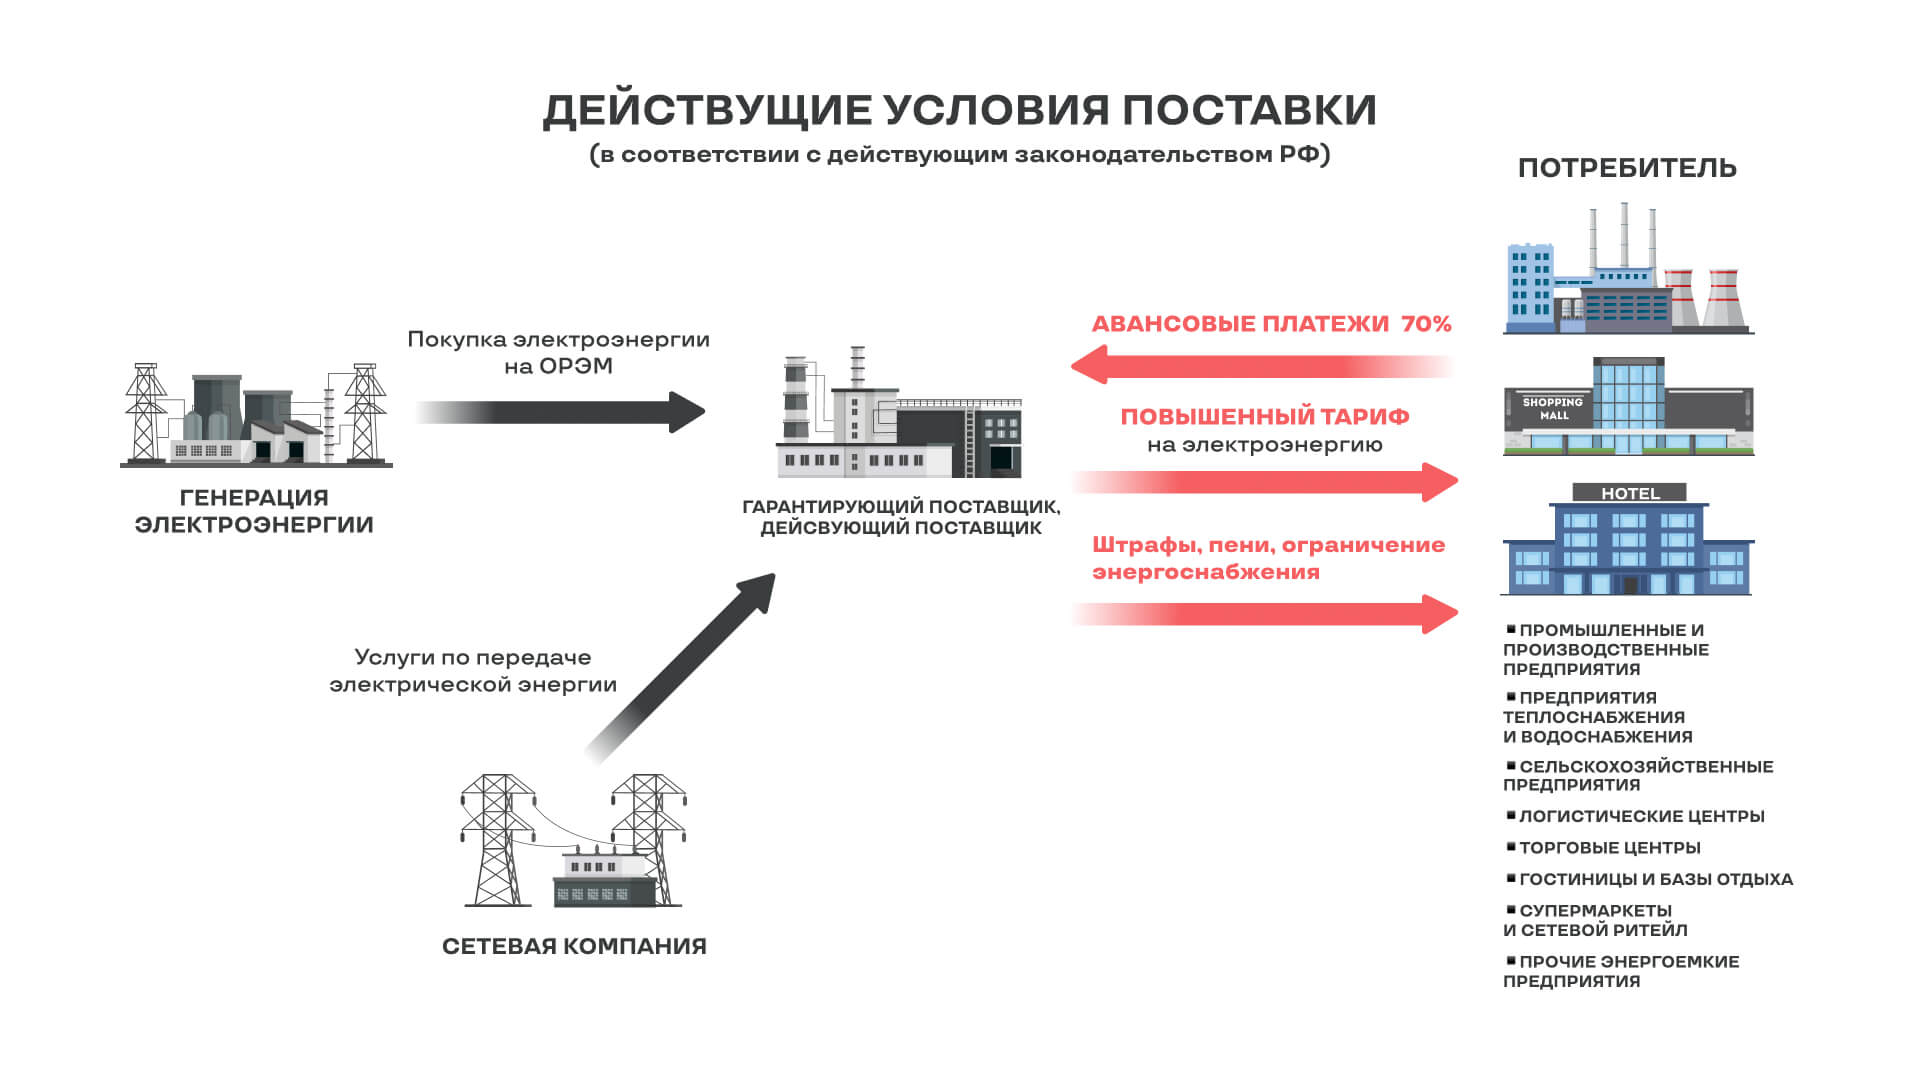 ДЕЙСТВУЩИЕ УСЛОВИЯ ПОСТАВКИ
(в соответствии с действующим законодательством РФ)
Покупка электроэнергии
на ОРЭМ
ГЕНЕРАЦИЯ
ЭЛЕКТРОЭНЕРГИИ
ГАРАНТИРУЮЩИЙ ПОСТАВЩИК,
ДЕЙСВУЮЩИЙ ПОСТАВЩИК
Услуги по передаче
электрической энергии
СЕТЕВАЯ КОМПАНИЯ
АВАНСОВЫЕ ПЛАТЕЖИ 70%
ПОВЫШЕННЫЙ ТАРИФ
на электроэнергию
Штрафы, пени, ограничение
энергоснабжения
ПОТРЕБИТЕЛЬ
SHOPPING
MALL
HOTEL
▪ ПРОМЫШЛЕННЫЕ И
ПРОИЗВОДСТВЕННЫЕ
ПРЕДПРИЯТИЯ
▪ ПРЕДПРИЯТИЯ
ТЕПЛОСНАБЖЕНИЯ
И ВОДОСНАБЖЕНИЯ
▪ СЕЛЬСКОХОЗЯЙСТВЕННЫЕ
ПРЕДПРИЯТИЯ
▪ ЛОГИСТИЧЕСКИЕ ЦЕНТРЫ
▪ ТОРГОВЫЕ ЦЕНТРЫ
▪ ГОСТИНИЦЫ И БАЗЫ ОТДЫХА
▪ СУПЕРМАРКЕТЫ
И СЕТЕВОЙ РИТЕЙЛ
▪ ПРОЧИЕ ЭНЕРГОЕМКИЕ
ПРЕДПРИЯТИЯ